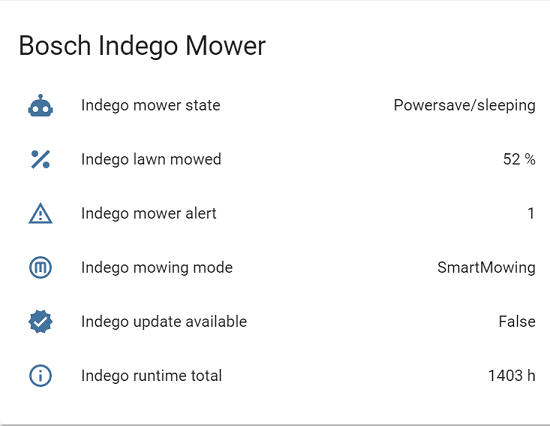 Bosch Indego Mower
Indego mower state Powersave/sleeping
Indego lawn mowed 52 %
Indego mower alert 1
Indego mowing mode SmartMowing
Indego update available False
Indego runtime total 1403 h